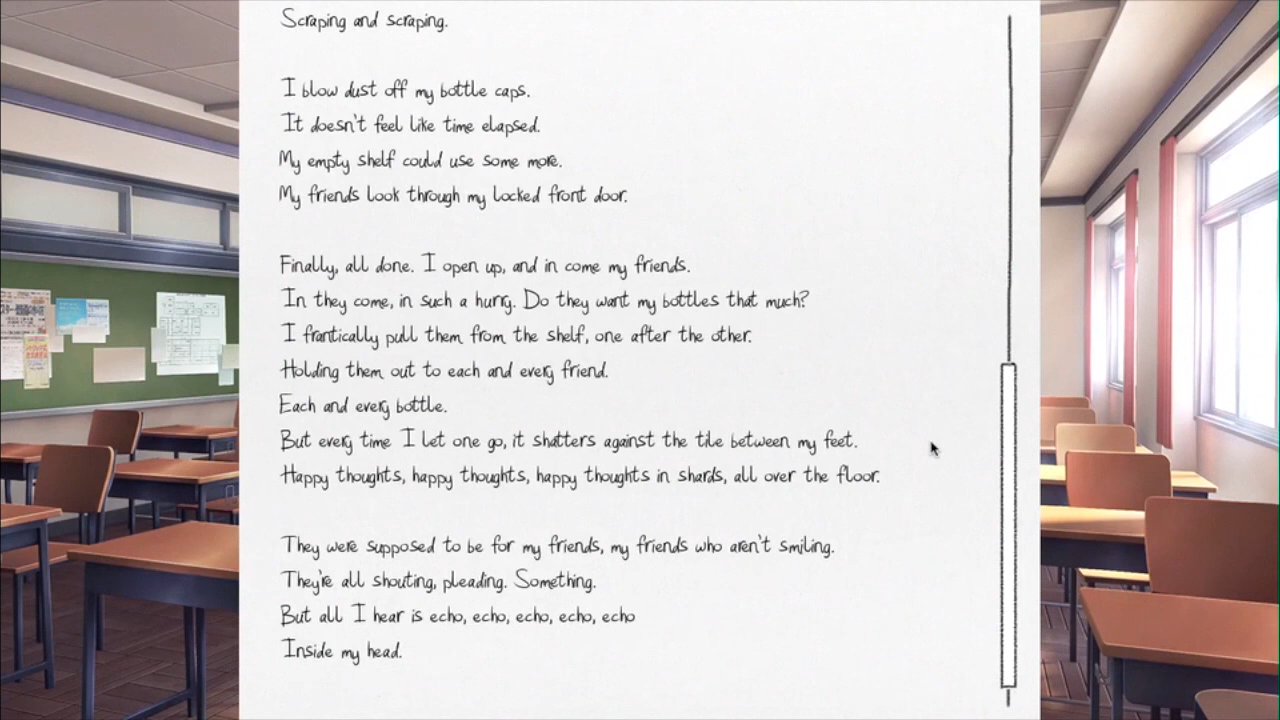 Scraping and scraping.
I blow dust off my bottle caps.
It doesn't feel like time elapsed.
My empty shelf could use some more.
My friends look through my locked front door.
Finally, all done. I open up, and in come my friends.
In they come, in such a hurry. Do they want my bottles that much?
I frantically pull them from the shelf, one after the other.
Holding them out to each and every friend.
Each and every bottle.
But every time I let one go, it shatters against the tile between my feet.
Happy thoughts, happy thoughts, happy thoughts in shards, all over the floor.
They were supposed to be for my friends, my friends who aren't smiling.
They're all shouting, pleading. Something.
But all I hear is echo, echo, echo, echo, echo
Inside my head.